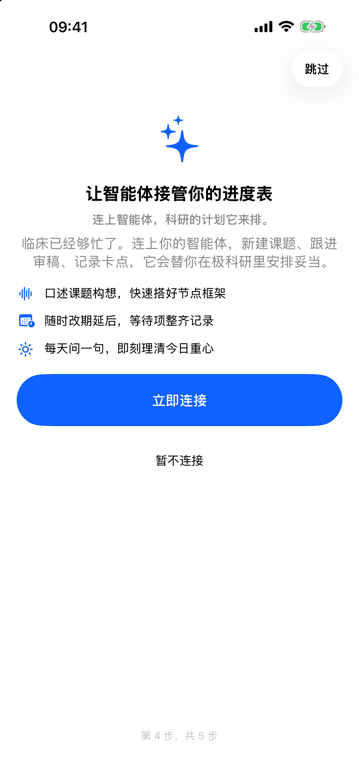 09:41
跳过
让智能体接管你的进度表
连上智能体，科研的计划它来排。
临床已经够忙了。连上你的智能体，新建课题、跟进
审稿、记录卡点，它会替你在极科研里安排妥当。
口述课题构想，快速搭好节点框架
随时改期延后，等待项整齐记录
每天问一句，即刻理清今日重心
立即连接
暂不连接
第 4 步，共 5 步